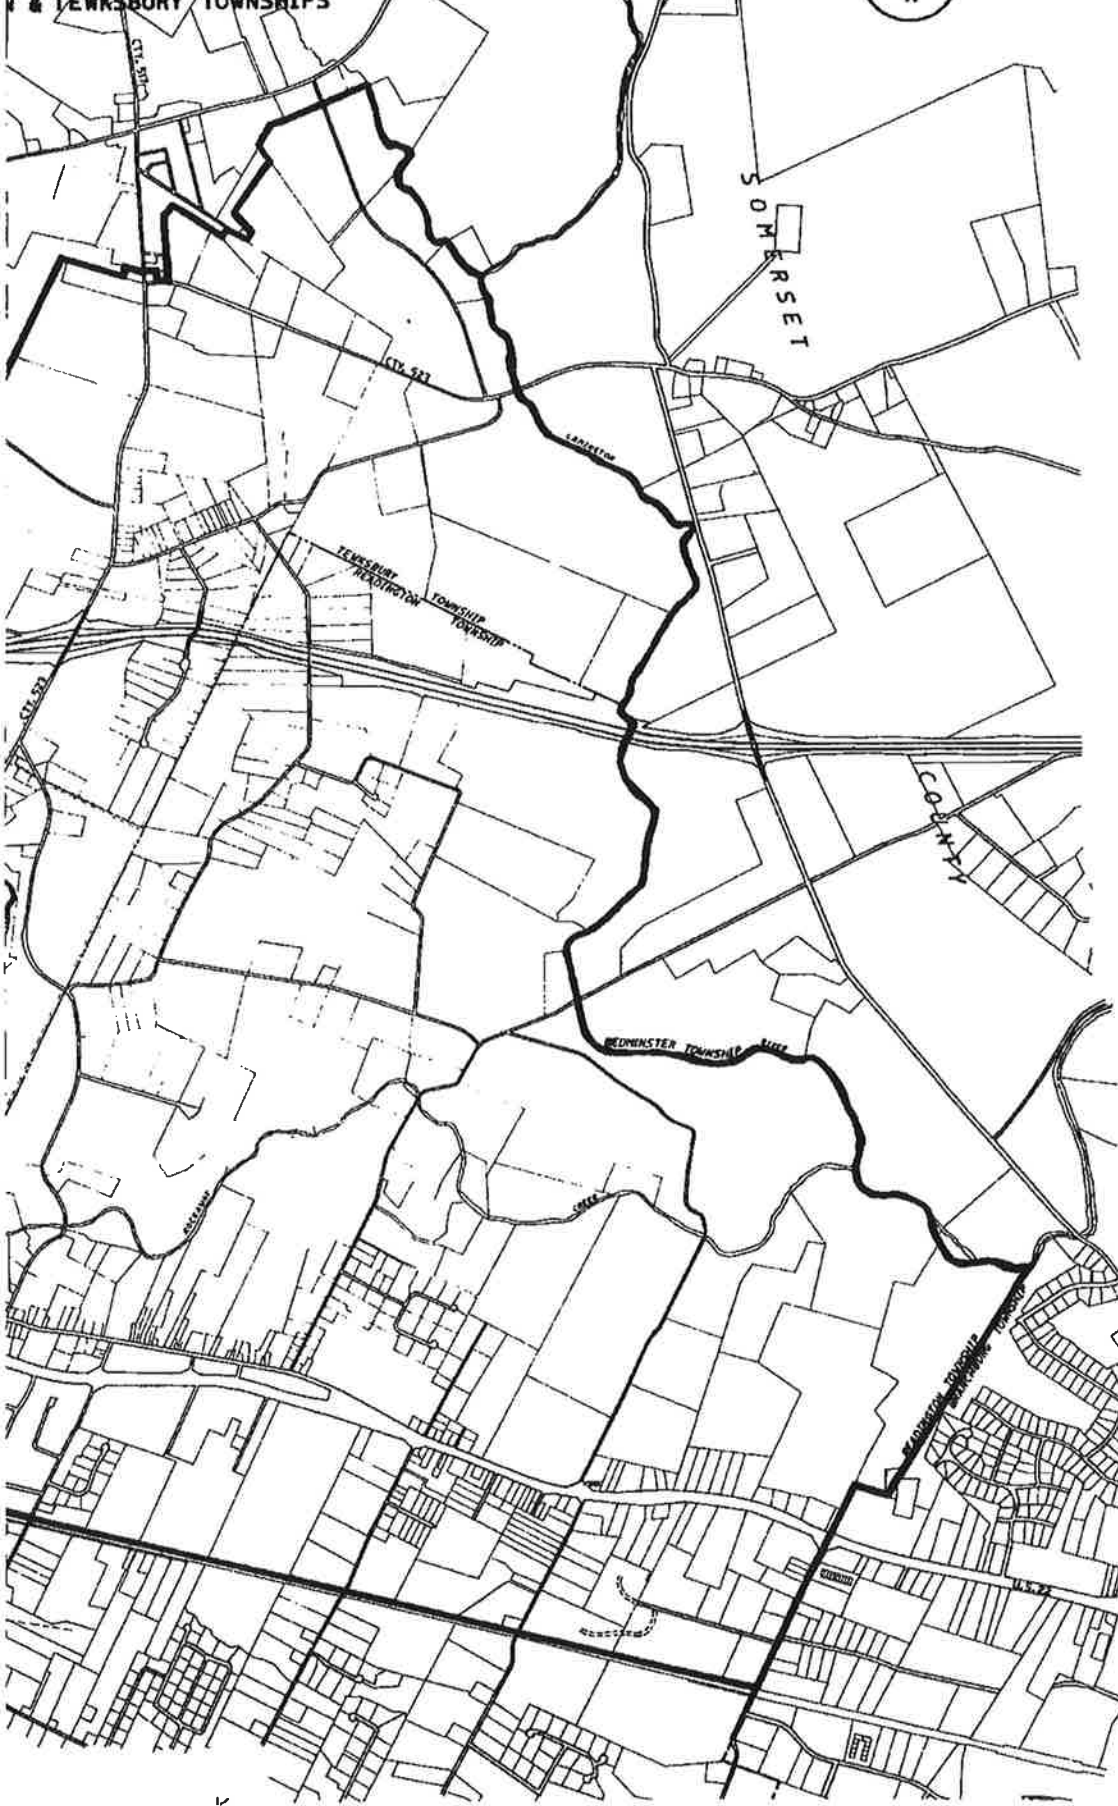 & TEWKSBURY TOWNSHIPS
CTY. 517
SOMERSET
CTY. 523
LAMINGTON
TEWKSBURY TOWNSHIP
READINGTON TOWNSHIP
CTY. 523
COUNTY
BEDMINSTER TOWNSHIP
RIVER
ROCKAWAY
CREEK
READINGTON TOWNSHIP
BRANCHBURG TOWNSHIP
U.S. 22